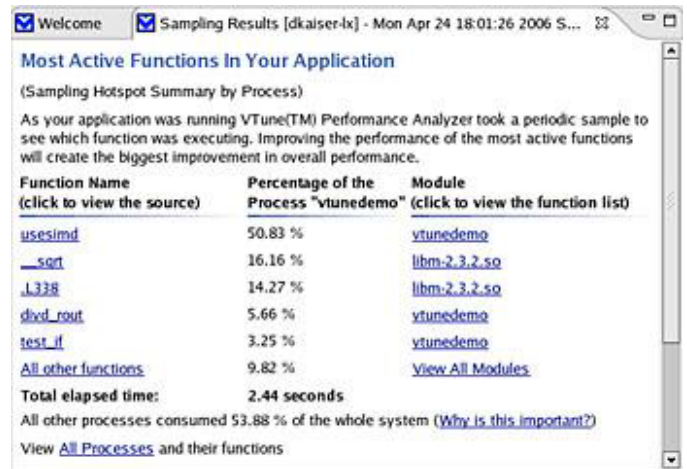 Welcome Sampling Results [dkaiser-lx] - Mon Apr 24 18:01:26 2006 S...
Most Active Functions In Your Application
(Sampling Hotspot Summary by Process)
As your application was running VTune(TM) Performance Analyzer took a periodic sample to
see which function was executing. Improving the performance of the most active functions
will create the biggest improvement in overall performance.
Function Name Percentage of the Module
(click to view the source) Process "vtunedemo" (click to view the function list)
usesimd 50.83 % vtunedemo
__sqrt 16.16 % libm-2.3.2.so
.L338 14.27 % libm-2.3.2.so
divd_rout 5.66 % vtunedemo
test_if 3.25 % vtunedemo
All other functions 9.82 % View All Modules
Total elapsed time: 2.44 seconds
All other processes consumed 53.88 % of the whole system (Why is this important?)
View All Processes and their functions